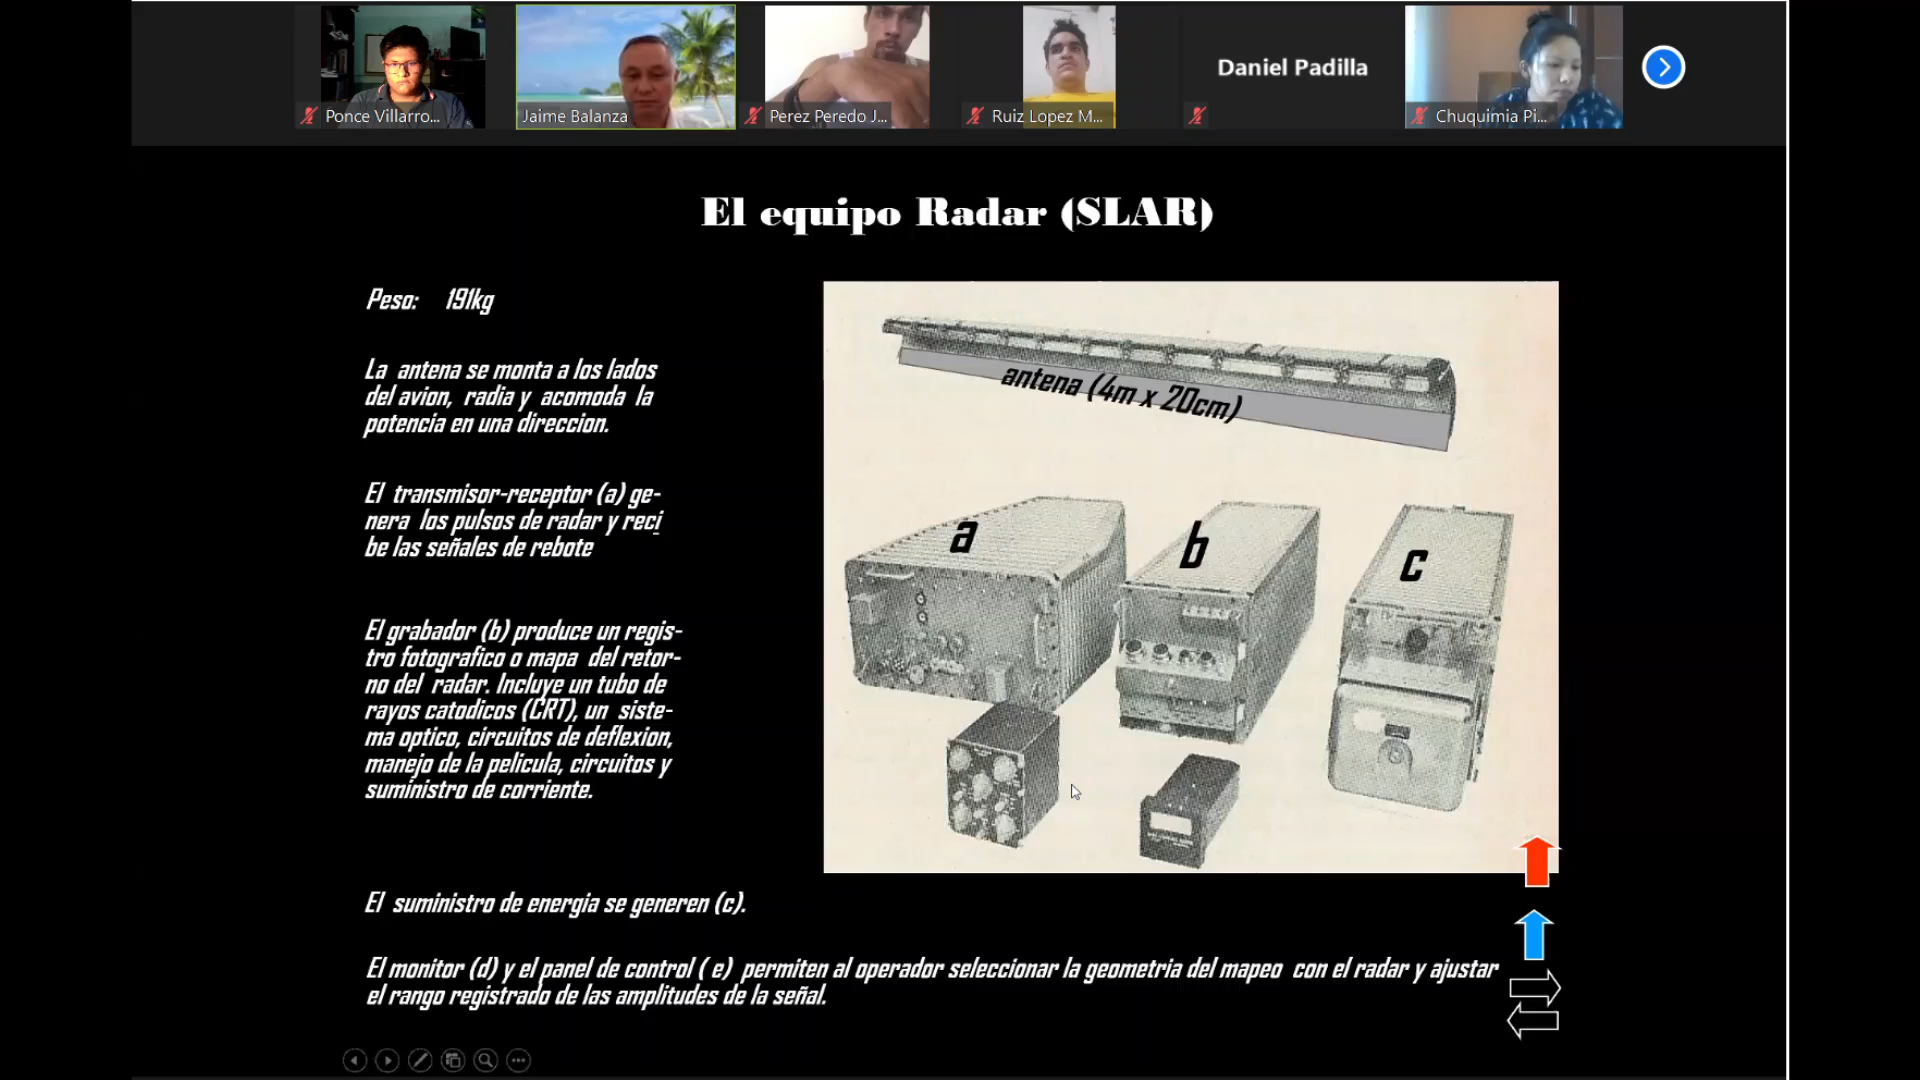 Ponce Villarro...
Jaime Balanza
Perez Peredo J...
Ruiz Lopez M...
Daniel Padilla
Chuquimia Pi...
El equipo Radar (SLAR)
Peso: 191kg
La antena se monta a los lados
del avion, radia y acomoda la
potencia en una direccion.
El transmisor-receptor (a) ge-
nera los pulsos de radar y reci
be las señales de rebote
El grabador (b) produce un regis-
tro fotografico o mapa del retor-
no del radar. Incluye un tubo de
rayos catodicos (CRT), un siste-
ma optico, circuitos de deflexion,
manejo de la pelicula, circuitos y
suministro de corriente.
antena (4m x 20cm)
a
b
c
El suministro de energia se generen (c).
El monitor (d) y el panel de control ( e) permiten al operador seleccionar la geometria del mapeo con el radar y ajustar
el rango registrado de las amplitudes de la señal.